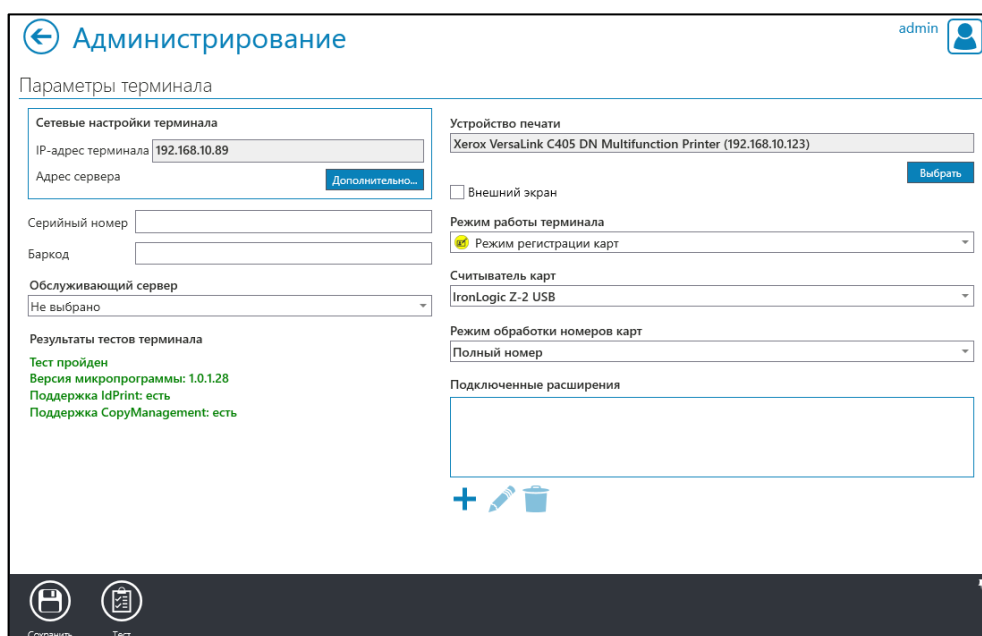 Администрирование
admin
Параметры терминала
Сетевые настройки терминала
IP-адрес терминала 192.168.10.89
Адрес сервера
Дополнительно...
Серийный номер
Баркод
Обслуживающий сервер
Не выбрано
Результаты тестов терминала
Тест пройден
Версия микропрограммы: 1.0.1.28
Поддержка IdPrint: есть
Поддержка CopyManagement: есть
Устройство печати
Xerox VersaLink C405 DN Multifunction Printer (192.168.10.123)
Выбрать
Внешний экран
Режим работы терминала
Режим регистрации карт
Считыватель карт
IronLogic Z-2 USB
Режим обработки номеров карт
Полный номер
Подключенные расширения
Сохранить
Тест